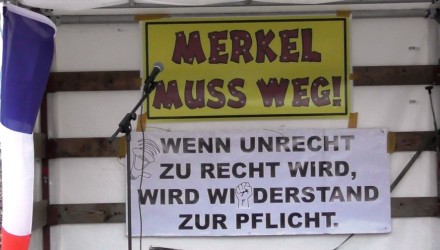 MERKEL
MUSS WEG!
WENN UNRECHT
ZU RECHT WIRD,
WIRD WIDERSTAND
ZUR PFLICHT.